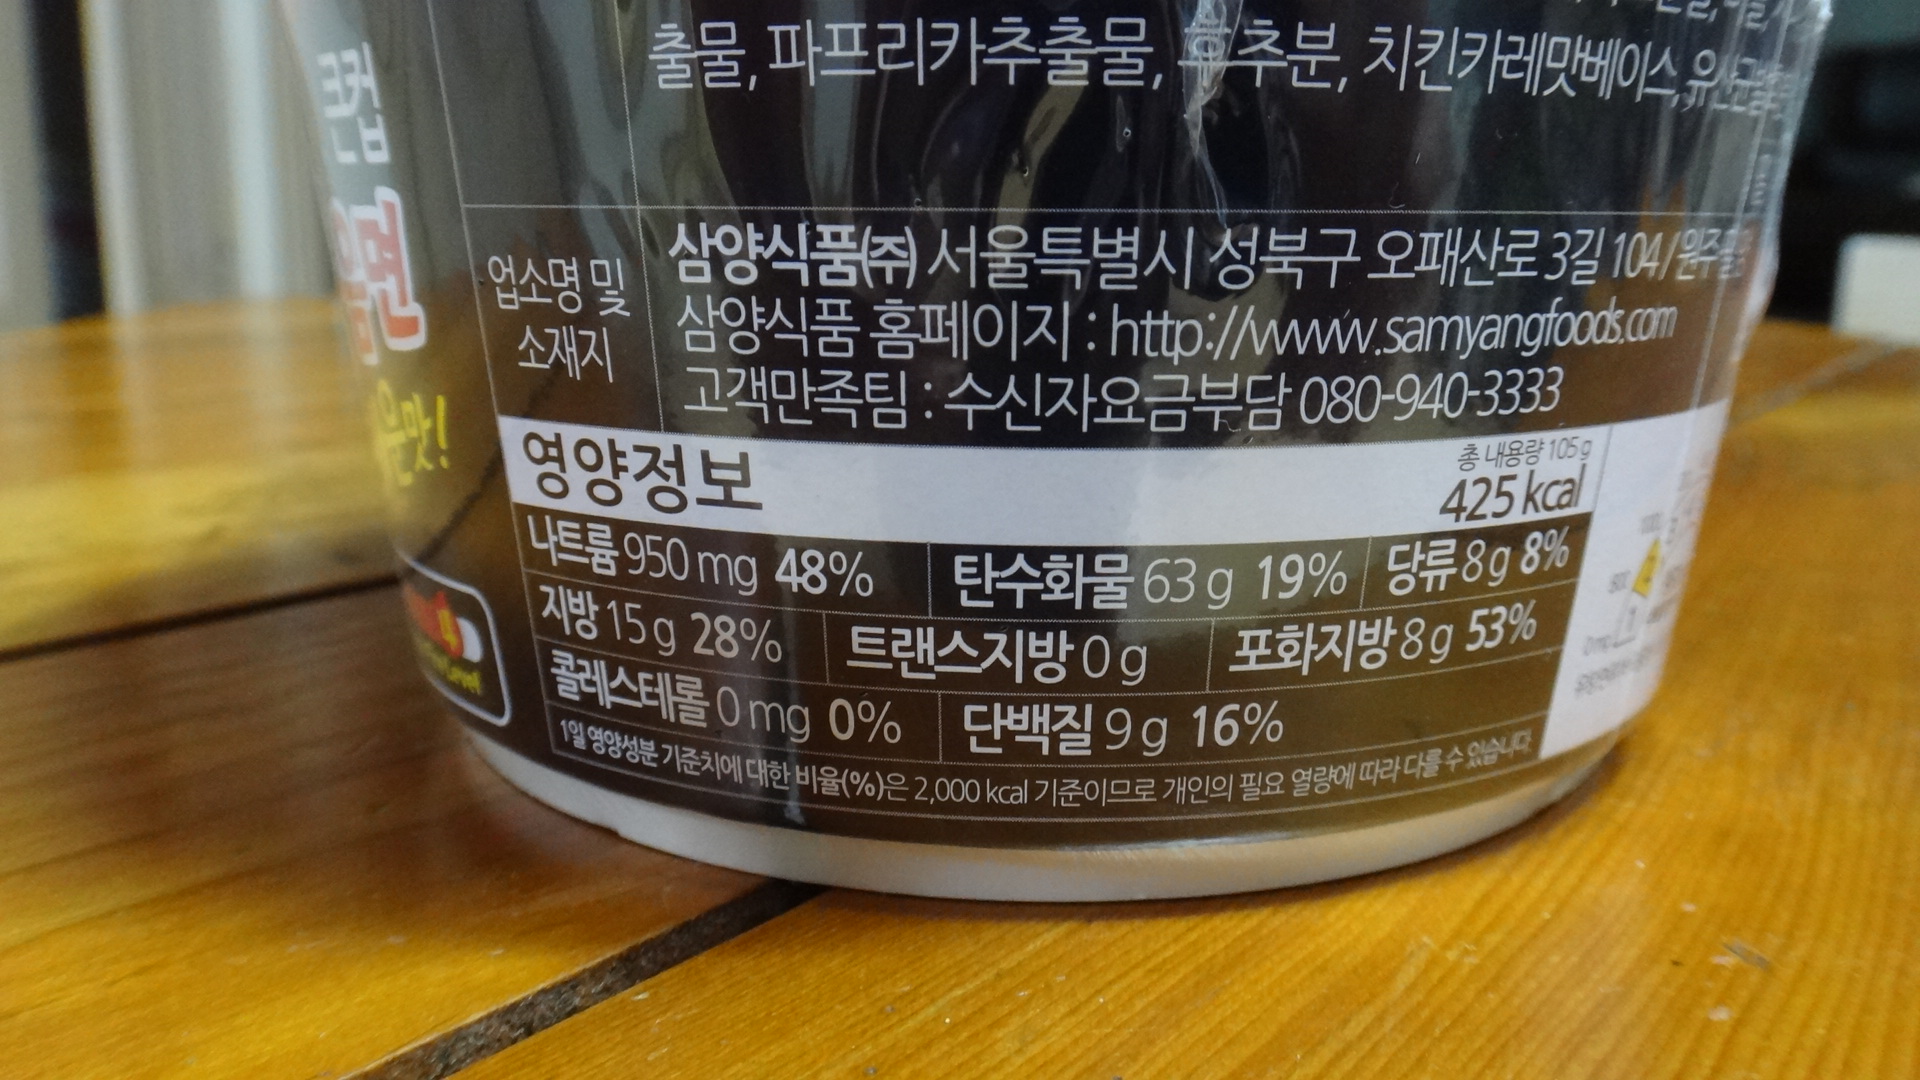 출물, 파프리카추출물, 후추분, 치킨카레맛베이스,
큰컵
음면
운맛!
업소명 및
소재지
삼양식품(주) 서울특별시 성북구 오패산로 3길 104 /
삼양식품 홈페이지 : http://www.samyangfoods.com
고객만족팀 : 수신자요금부담 080-940-3333
영양정보
총 내용량 105 g
425 kcal
나트륨 950 mg 48% 탄수화물 63 g 19% 당류 8 g 8%
지방 15 g 28% 트랜스지방 0 g 포화지방 8 g 53%
콜레스테롤 0 mg 0% 단백질 9 g 16%
1일 영양성분 기준치에 대한 비율(%)은 2,000 kcal 기준이므로 개인의 필요 열량에 따라 다를 수 있습니다.
4